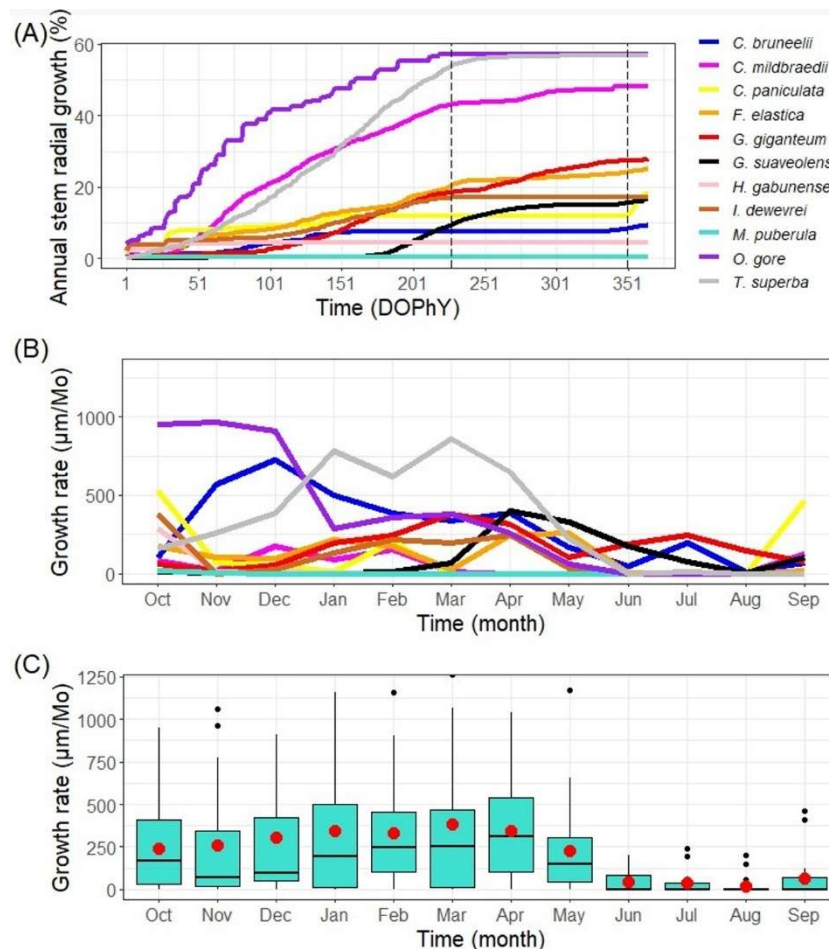 (A)
Annual stem radial growth (%)
60
40
20
0
1 51 101 151 201 251 301 351
Time (DOPhY)
C. bruneelii
C. mildbraedii
C. paniculata
F. elastica
G. giganteum
G. suaveolens
H. gabunense
I. dewevrei
M. puberula
O. gore
T. superba
(B)
Growth rate (µm/Mo)
1000
500
0
Oct Nov Dec Jan Feb Mar Apr May Jun Jul Aug Sep
Time (month)
(C)
Growth rate (µm/Mo)
1250
1000
750
500
250
0
Oct Nov Dec Jan Feb Mar Apr May Jun Jul Aug Sep
Time (month)